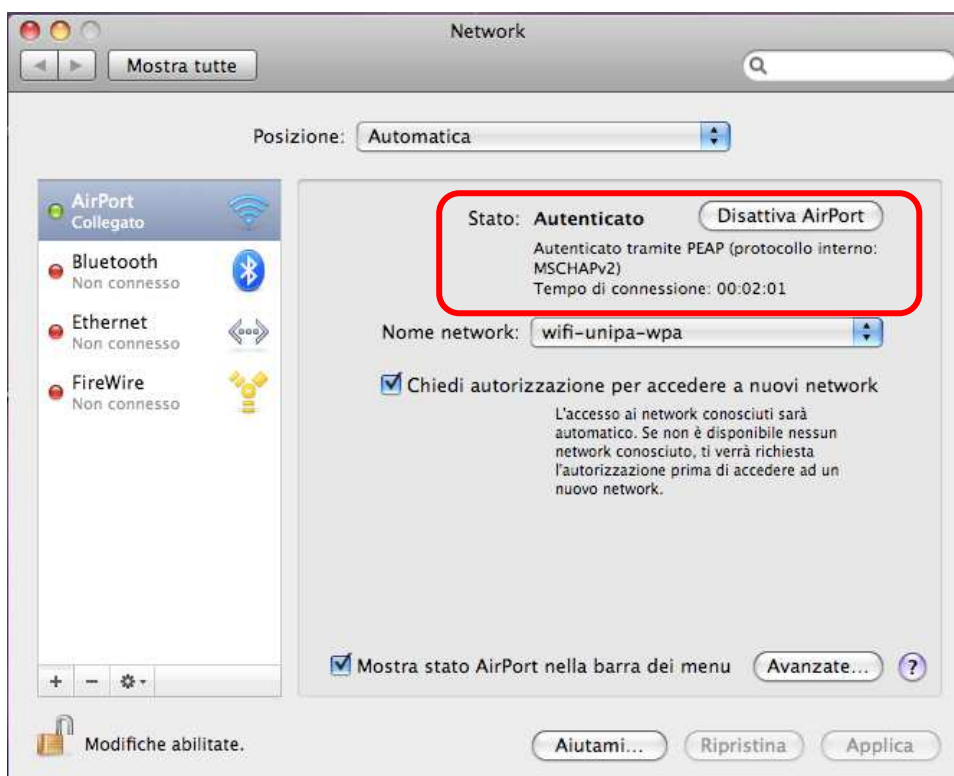 Network
Mostra tutte
Posizione: Automatica
AirPort
Collegato
Bluetooth
Non connesso
Ethernet
Non connesso
FireWire
Non connesso
Stato: Autenticato Disattiva AirPort
Autenticato tramite PEAP (protocollo interno:
MSCHAPv2)
Tempo di connessione: 00:02:01
Nome network: wifi-unipa-wpa
Chiedi autorizzazione per accedere a nuovi network
L'accesso ai network conosciuti sarà
automatico. Se non è disponibile nessun
network conosciuto, ti verrà richiesta
l'autorizzazione prima di accedere ad un
nuovo network.
Mostra stato AirPort nella barra dei menu Avanzate... ?
Modifiche abilitate.
Aiutami... Ripristina Applica